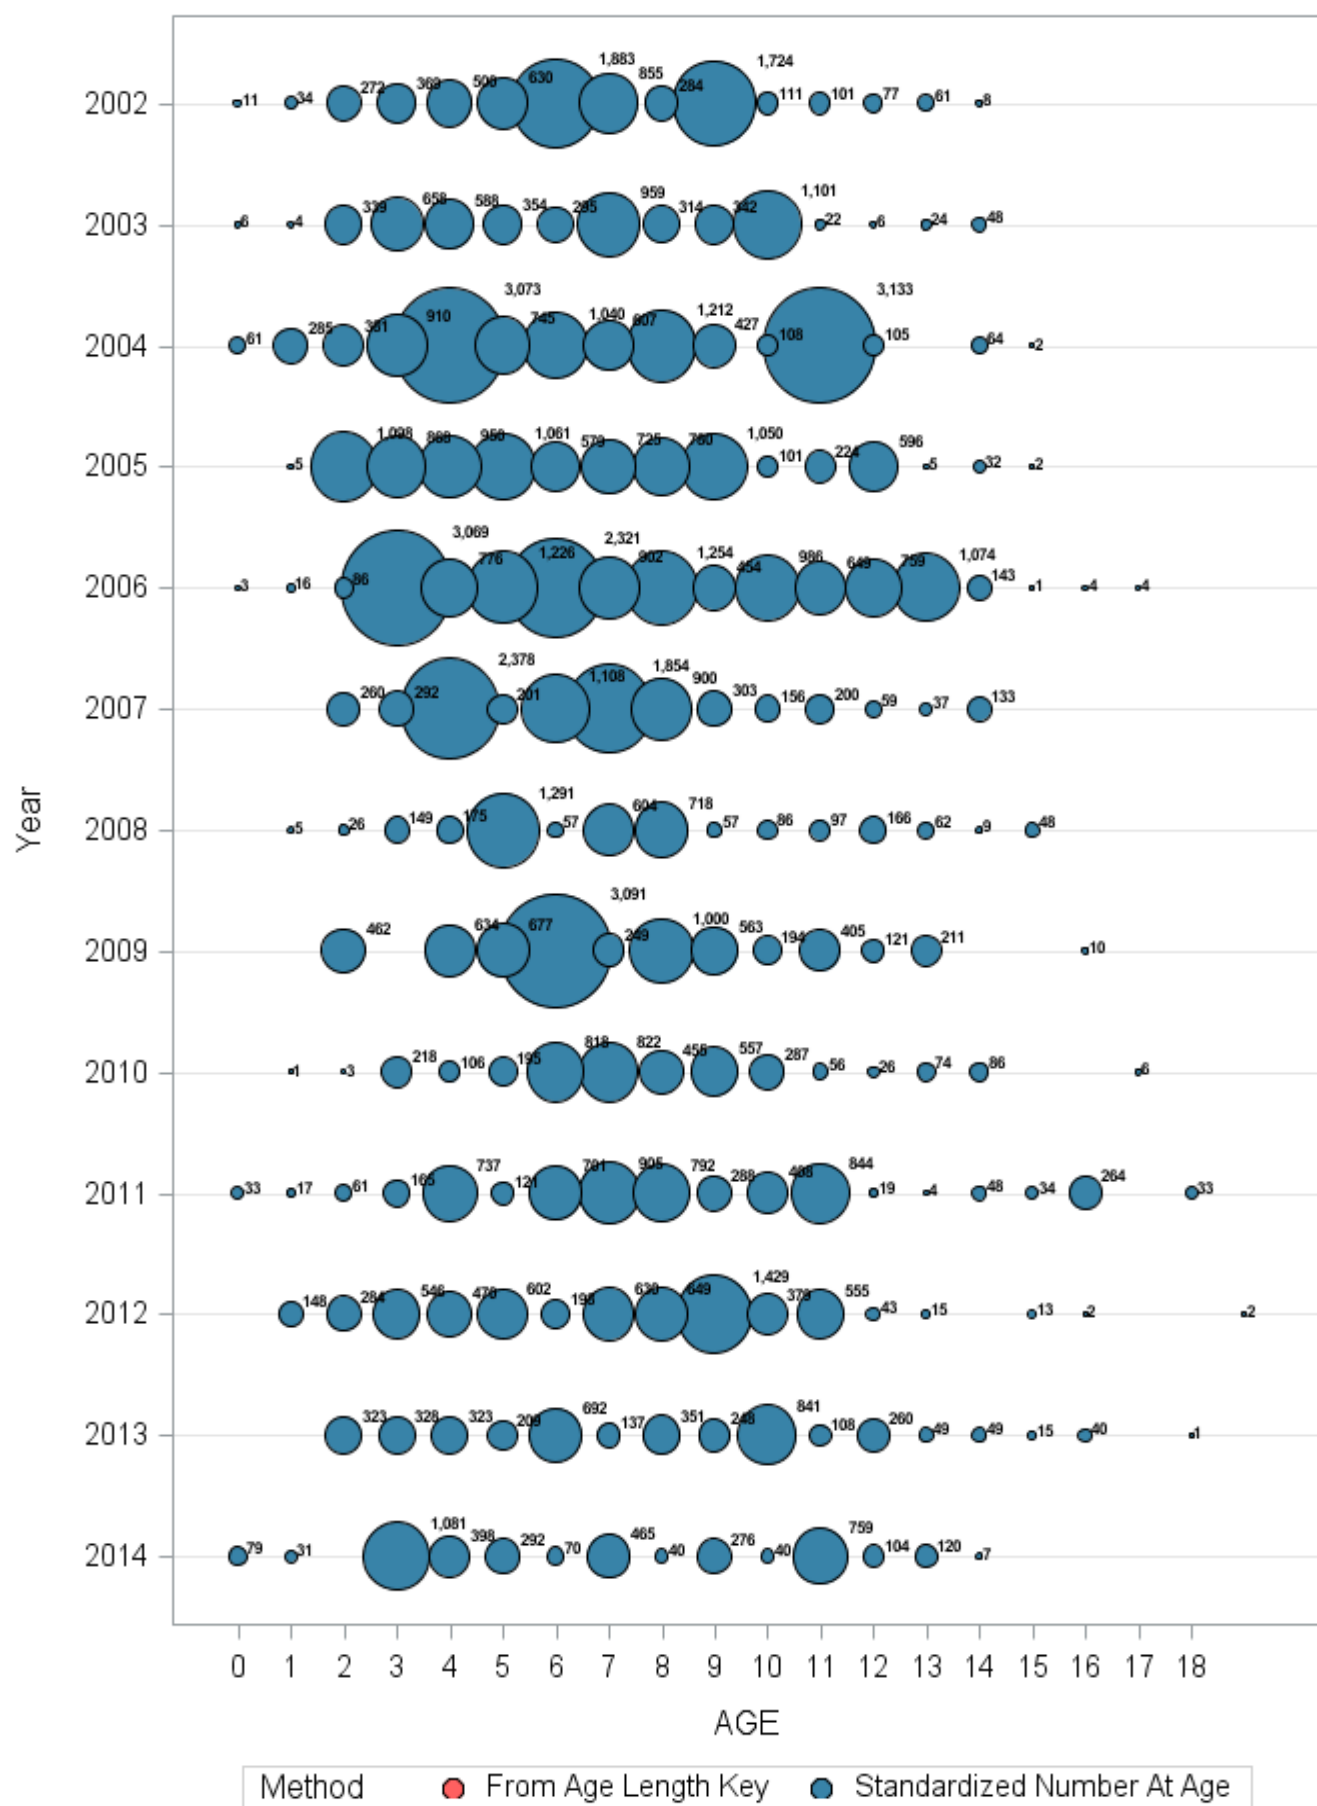 2002 11 34 272 369 500 630 1,883 855 284 1,724 111 101 77 61 8
2003 6 4 339 658 588 354 295 959 314 342 1,101 22 6 24 48
2004 61 285 381 910 3,073 745 1,040 607 1,212 427 108 3,133 105 64 2
2005 5 1,098 888 950 1,061 579 725 760 1,050 101 224 596 5 32 2
2006 3 16 86 3,069 776 1,226 2,321 902 1,254 454 986 649 759 1,074 143 1 4 4
2007 260 292 2,378 201 1,108 1,854 900 303 156 200 59 37 133
2008 5 26 149 175 1,291 57 604 718 57 86 97 166 62 9 48
2009 462 634 677 3,091 249 1,000 563 194 405 121 211 10
2010 1 3 218 106 195 818 822 455 557 287 56 26 74 86 6
2011 33 17 61 165 737 121 701 905 792 288 408 844 19 4 48 34 264 33
2012 148 284 546 470 602 198 630 649 1,429 379 555 43 15 13 2 2
2013 323 328 323 209 692 137 351 248 841 108 260 49 49 15 40 1
2014 79 31 1,081 398 292 70 465 40 276 40 759 104 120 7
Year
0 1 2 3 4 5 6 7 8 9 10 11 12 13 14 15 16 17 18
AGE
Method From Age Length Key Standardized Number At Age